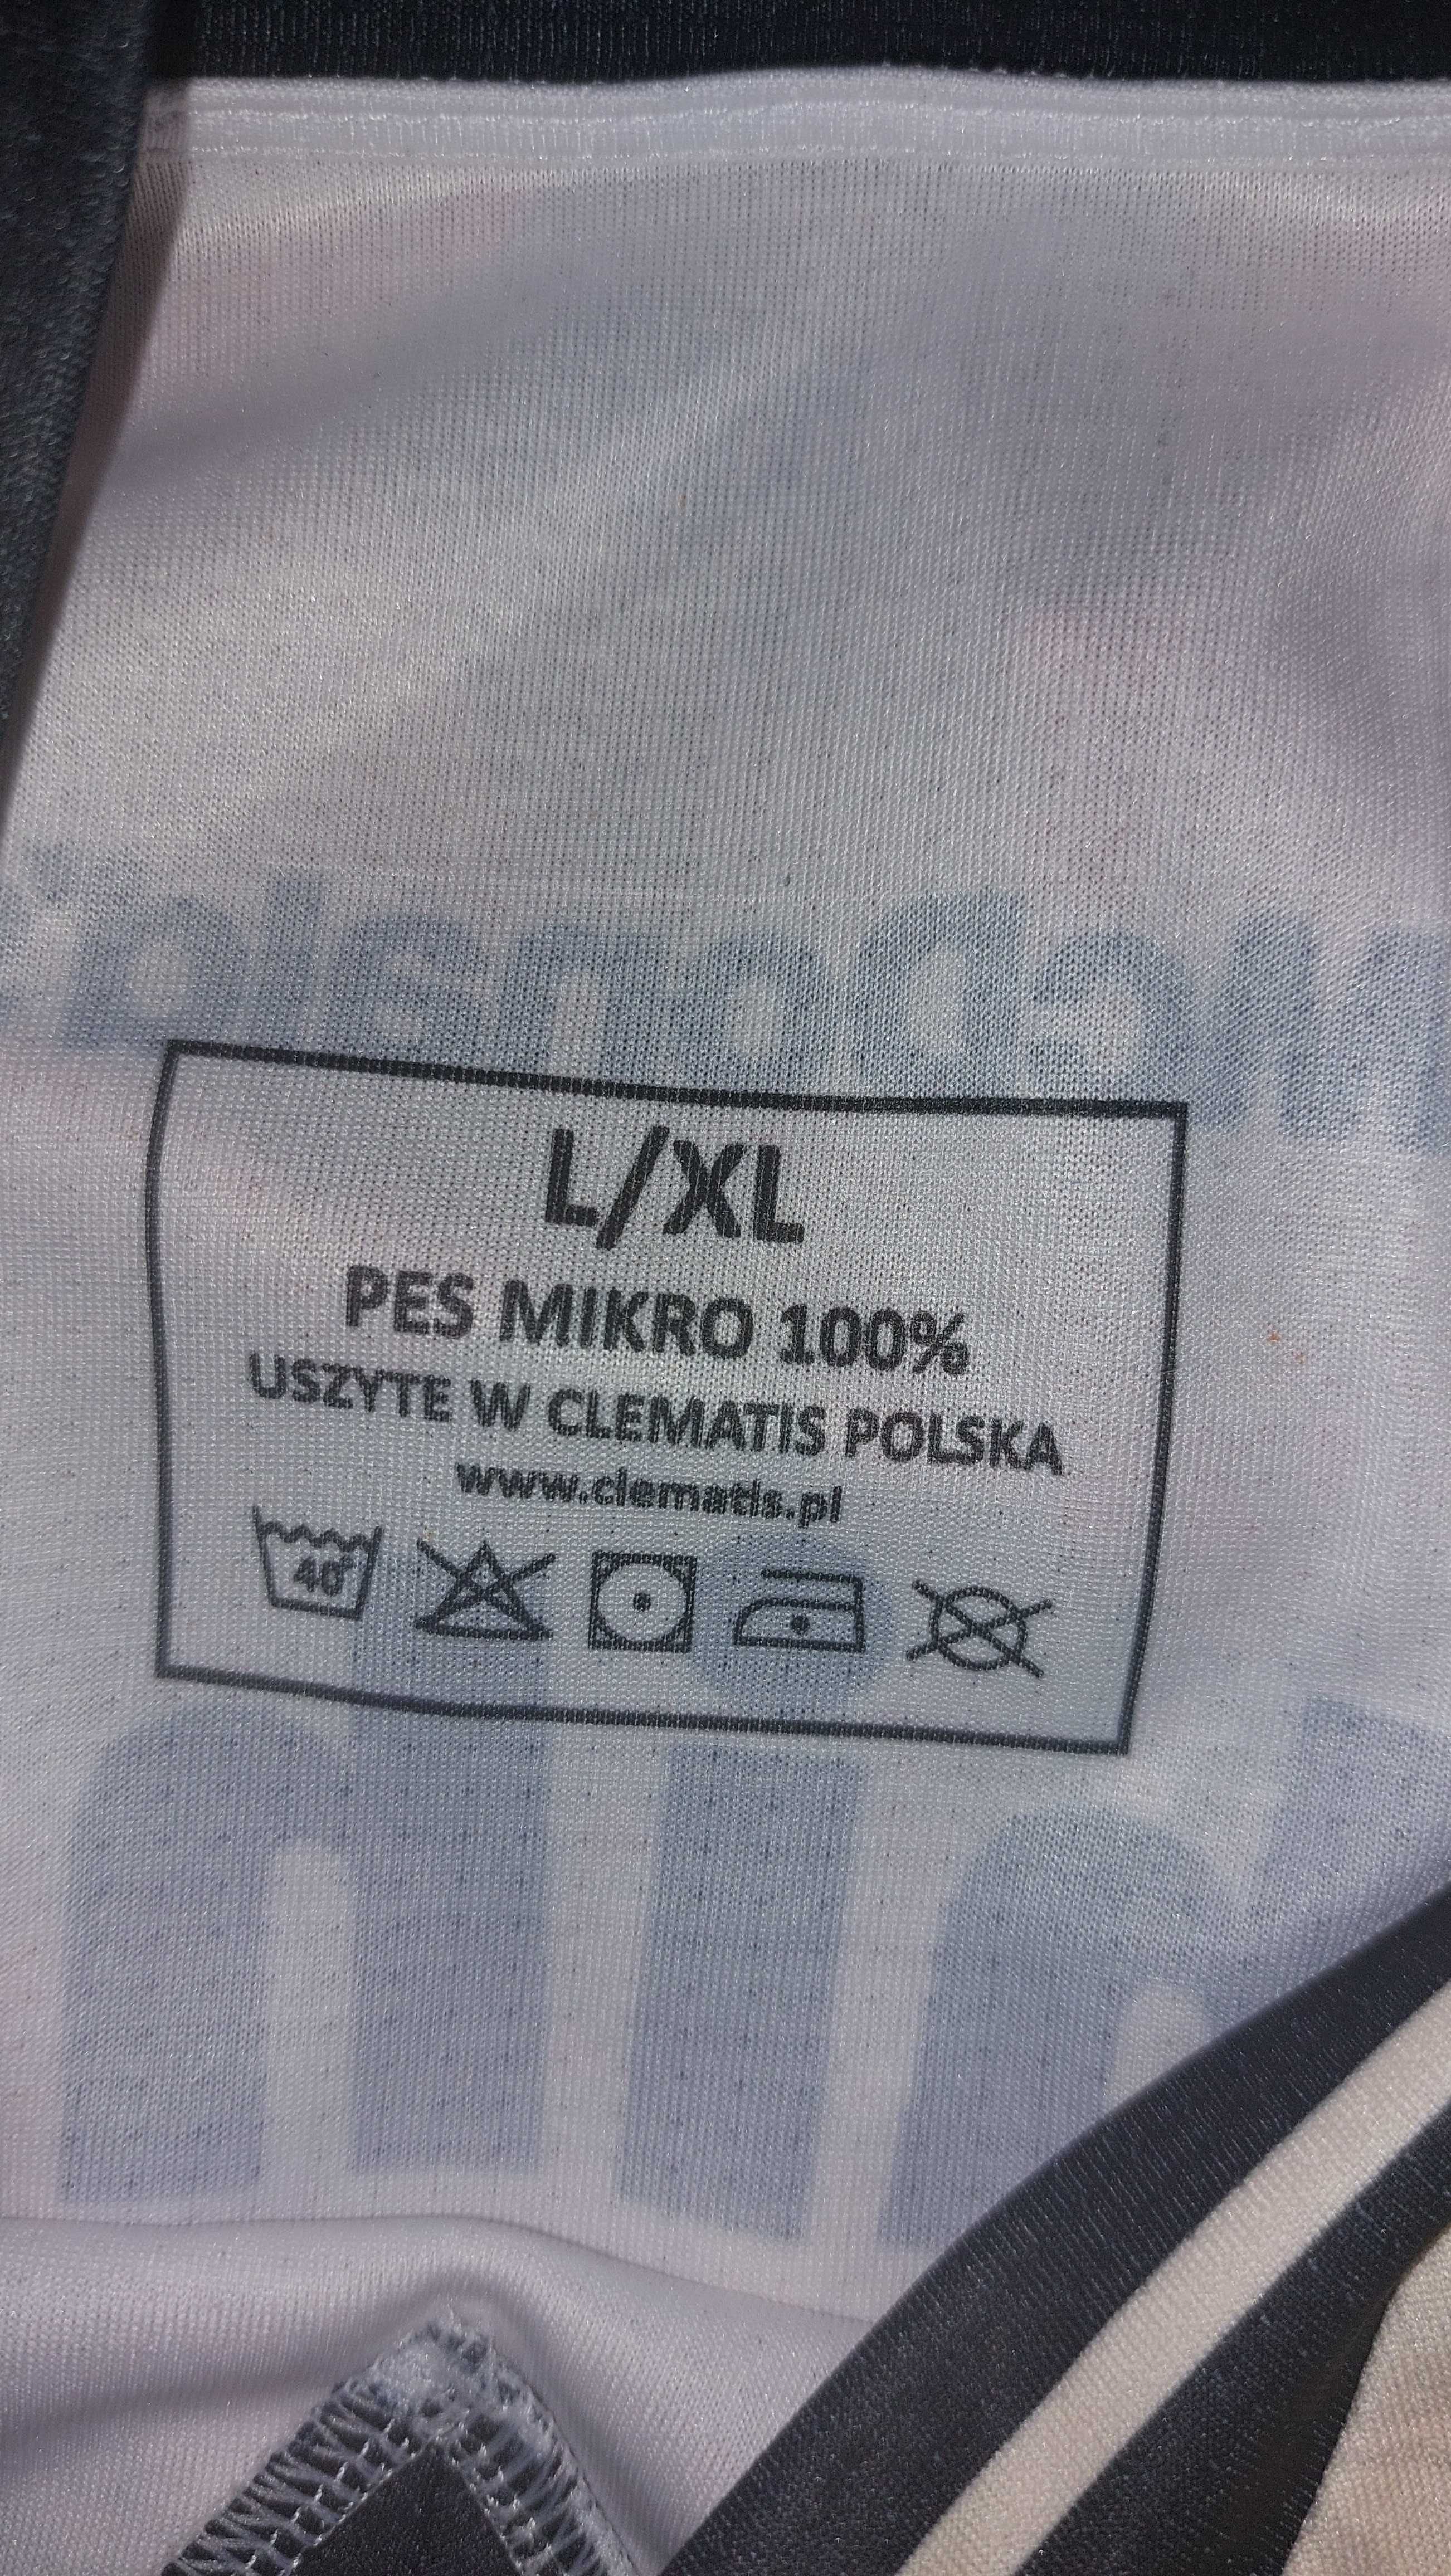 L/XL
PES MIKRO 100%
USZYTE W CLEMATIS POLSKA
www.clematis.pl
40°